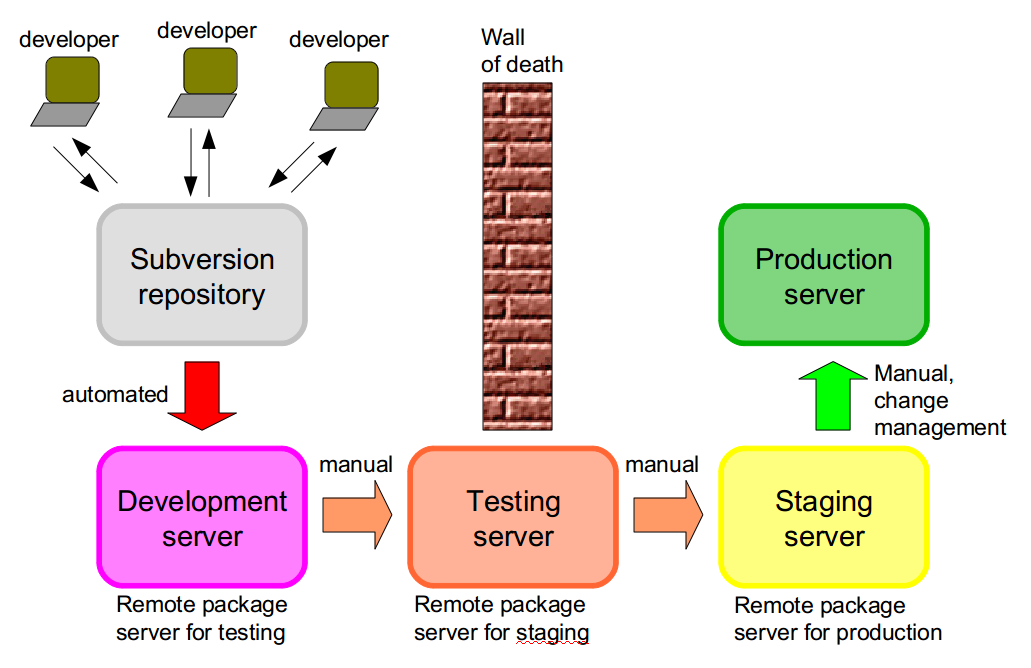 developer
developer
developer
Wall
of death
Subversion
repository
Production
server
automated
Manual,
change
management
manual
manual
Development
server
Testing
server
Staging
server
Remote package
server for testing
Remote package
server for staging
Remote package
server for production